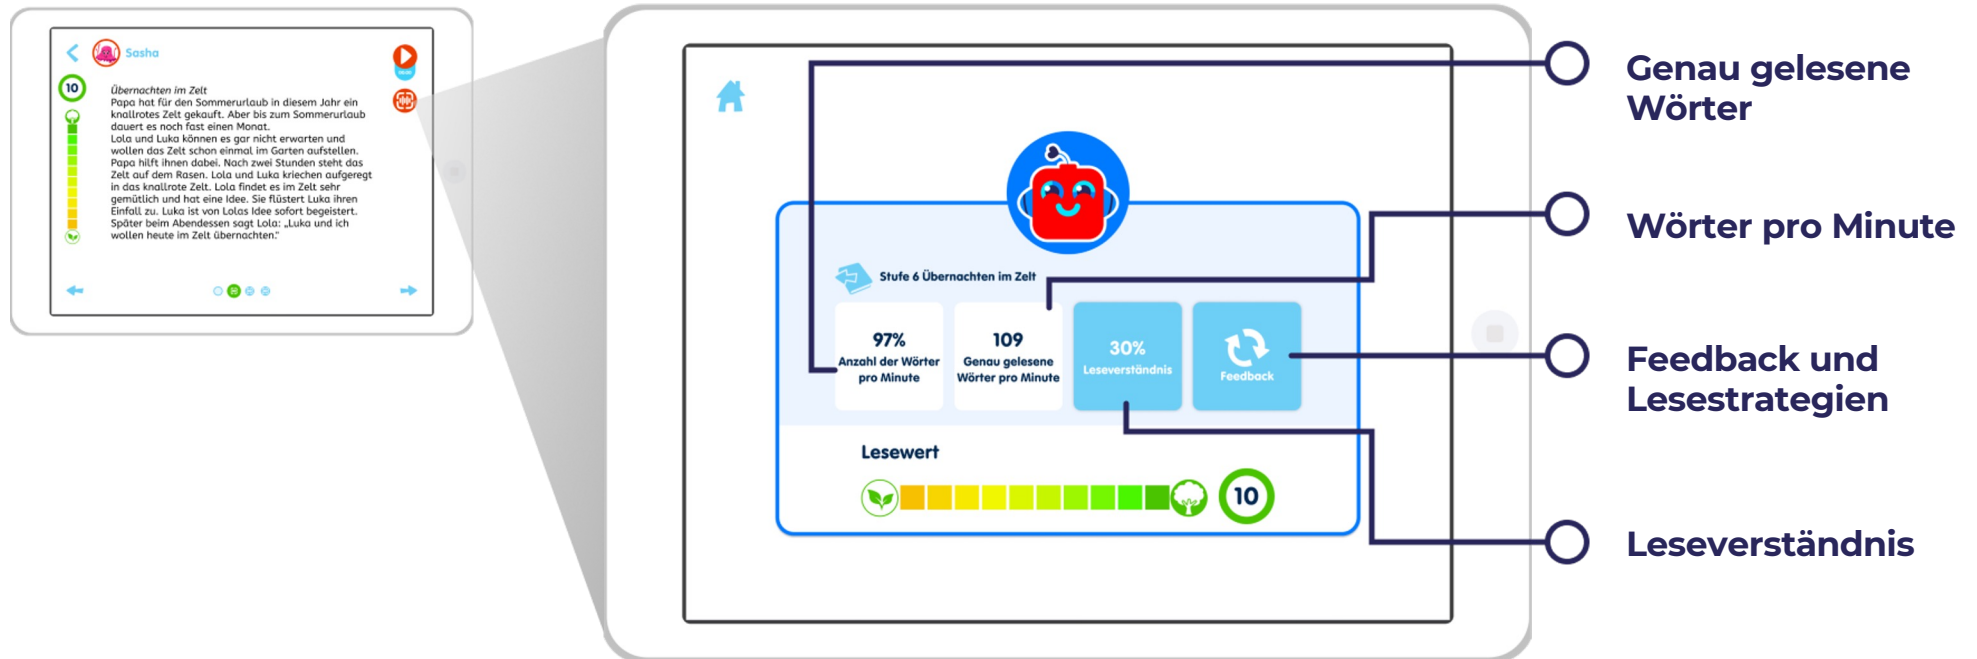 Sasha
10
Übernachten im Zelt
Papa hat für den Sommerurlaub in diesem Jahr ein
knallrotes Zelt gekauft. Aber bis zum Sommerurlaub
dauert es noch fast einen Monat.
Lola und Luka können es gar nicht erwarten und
wollen das Zelt schon einmal im Garten aufstellen.
Papa hilft ihnen dabei. Nach zwei Stunden steht das
Zelt auf dem Rasen. Lola und Luka kriechen aufgeregt
in das knallrote Zelt. Lola findet es im Zelt sehr
gemütlich und hat eine Idee. Sie flüstert Luka ihren
Einfall zu. Luka ist von Lolas Idee sofort begeistert.
Später beim Abendessen sagt Lola: „Luka und ich
wollen heute im Zelt übernachten.“
Stufe 6 Übernachten im Zelt
97%
Anzahl der Wörter
pro Minute
109
Genau gelesene
Wörter pro Minute
30%
Leseverständnis
Feedback
Lesewert
10
Genau gelesene
Wörter
Wörter pro Minute
Feedback und
Lesestrategien
Leseverständnis